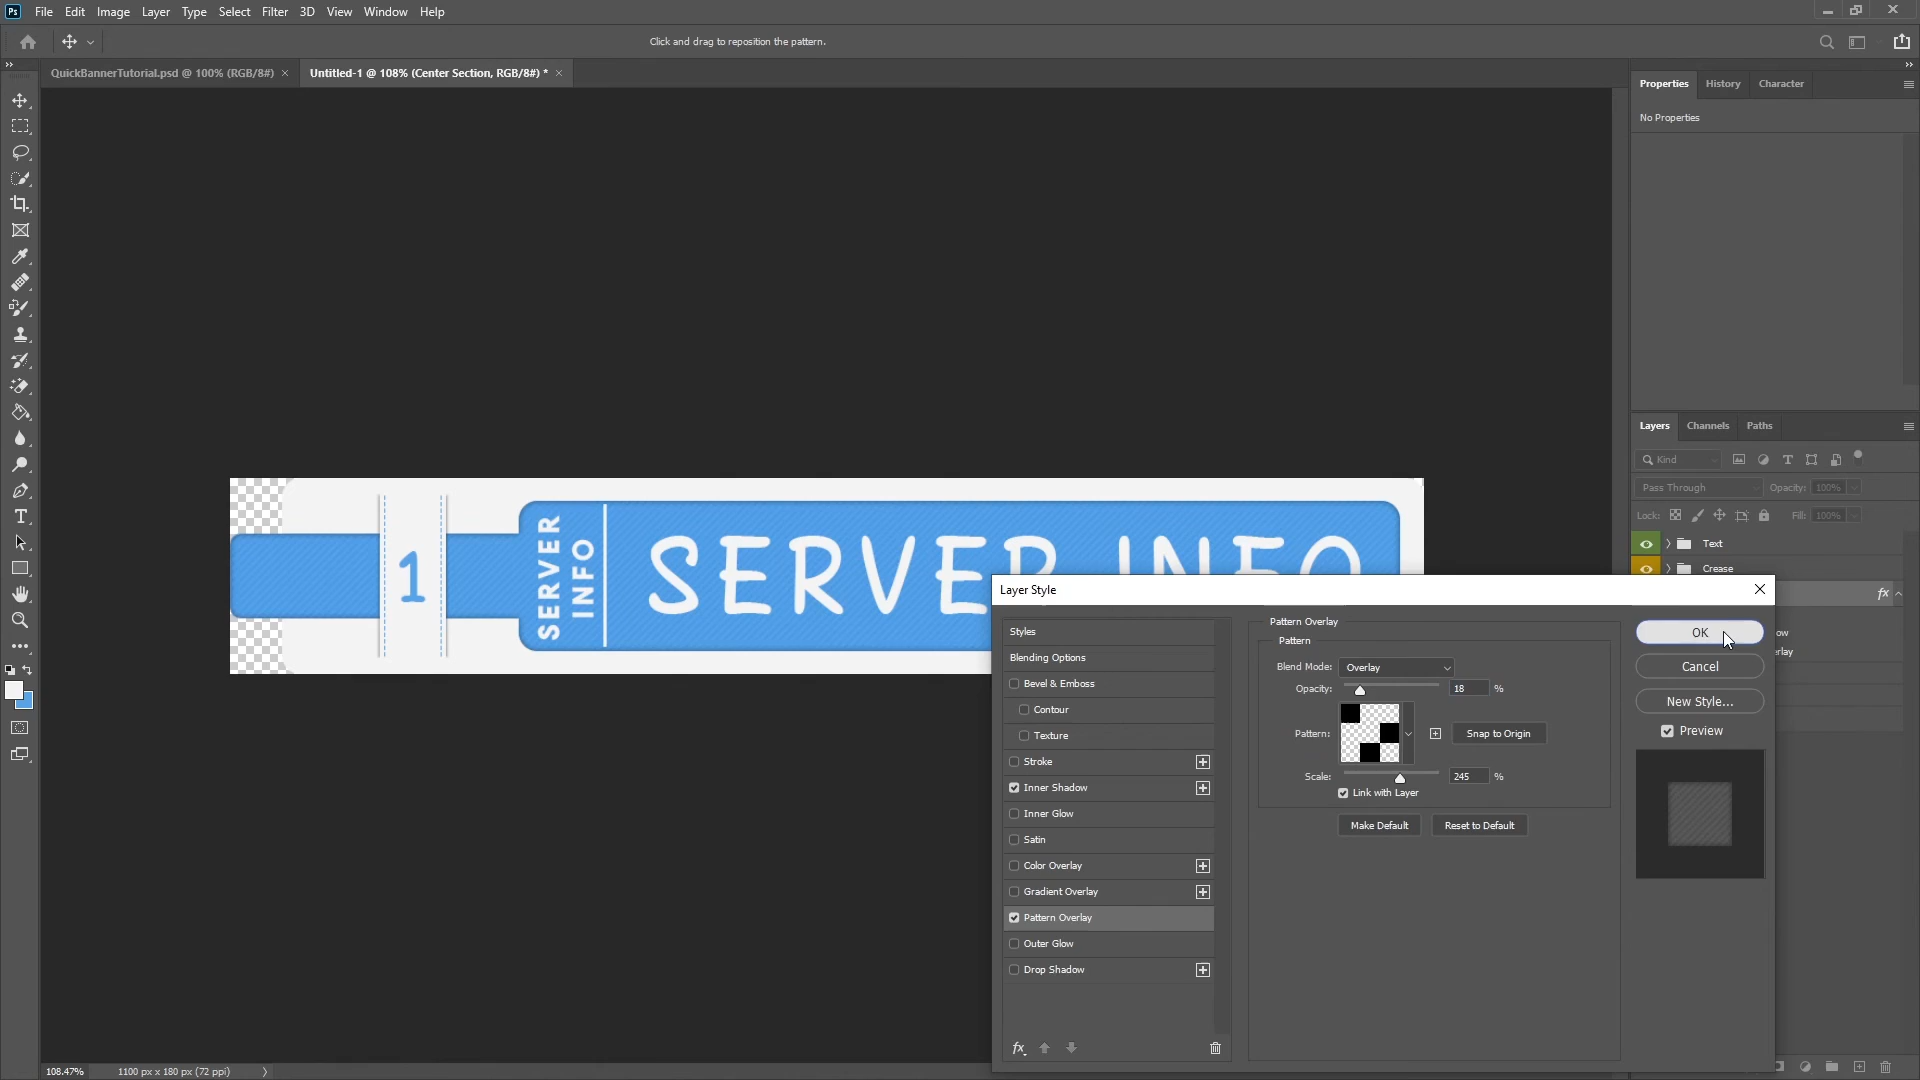 Ps File Edit Image Layer Type Select Filter 3D View Window Help
Click and drag to reposition the pattern.
QuickBannerTutorial.psd @ 100% (RGB/8#) ×
Untitled-1 @ 108% (Center Section, RGB/8#) * ×
Properties History Character
No Properties
Layers Channels Paths
Kind
Pass Through Opacity: 100%
Lock: Fill: 100%
Text
Crease
fx
1
SERVER
INFO
SERVER INFO
Layer Style
Styles
Blending Options
Bevel & Emboss
Contour
Texture
Stroke
Inner Shadow
Inner Glow
Satin
Color Overlay
Gradient Overlay
Pattern Overlay
Outer Glow
Drop Shadow
fx
Pattern Overlay
Pattern
Blend Mode: Overlay
Opacity: 18 %
Pattern:
Snap to Origin
Scale: 245 %
Link with Layer
Make Default Reset to Default
OK
Cancel
New Style...
Preview
108.47% 1100 px x 180 px (72 ppi)